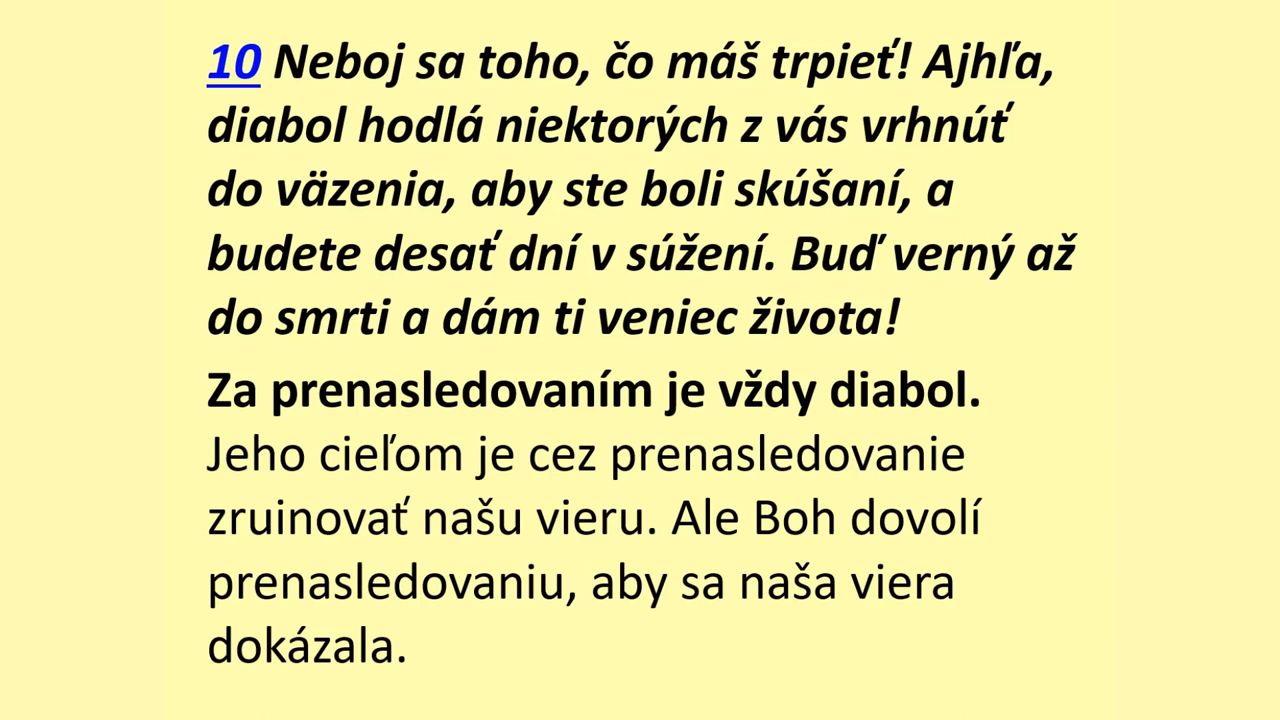 10 Neboj sa toho, čo máš trpieť! Ajhľa,
diabol hodlá niektorých z vás vrhnúť
do väzenia, aby ste boli skúšaní, a
budete desať dní v súžení. Buď verný až
do smrti a dám ti veniec života!
Za prenasledovaním je vždy diabol.
Jeho cieľom je cez prenasledovanie
zruinovať našu vieru. Ale Boh dovolí
prenasledovaniu, aby sa naša viera
dokázala.